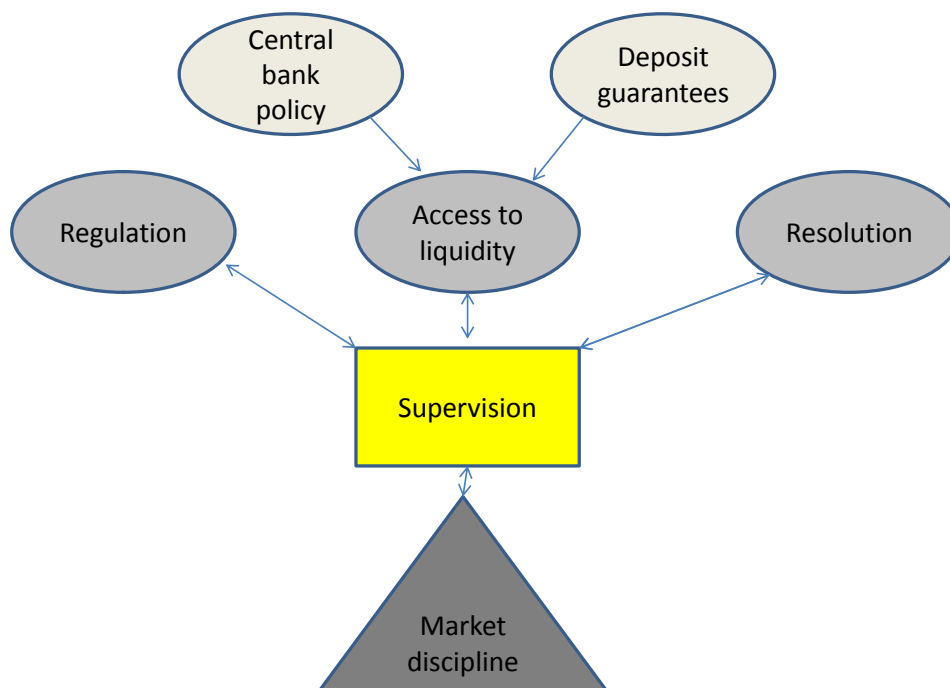 Central
bank
policy
Deposit
guarantees
Regulation
Access to
liquidity
Resolution
Supervision
Market
discipline